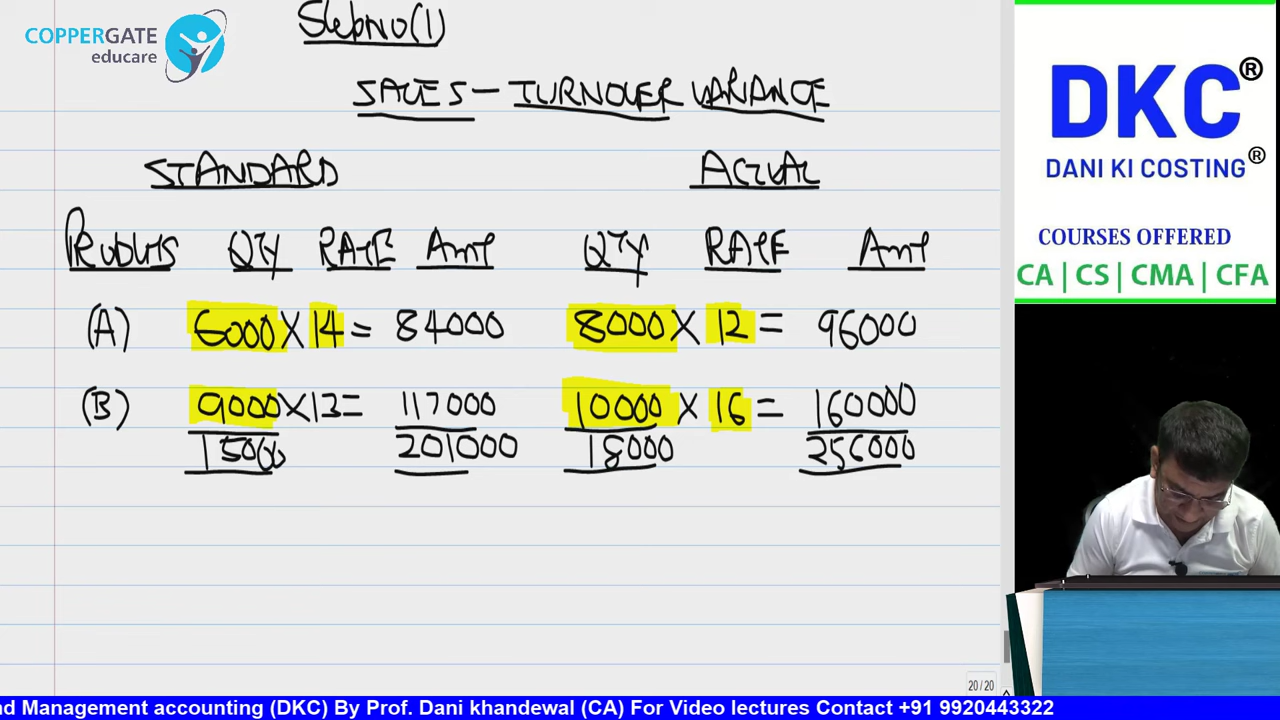 StepNo(1)
COPPERGATE
educare
SALES - TURNOVER VARIANCE
STANDARD
ACTUAL
PRODUCTS QTY RATE Amt QTY RATE Amt
(A) 6000 X 14 = 84000 8000 X 12 = 96000
(B) 9000 X 13 = 117000 10000 X 16 = 160000
15000 201000 18000 256000
DKC®
DANI KI COSTING®
COURSES OFFERED
CA | CS | CMA | CFA
20 / 20
nd Management accounting (DKC) By Prof. Dani khandewal (CA) For Video lectures Contact +91 9920443322